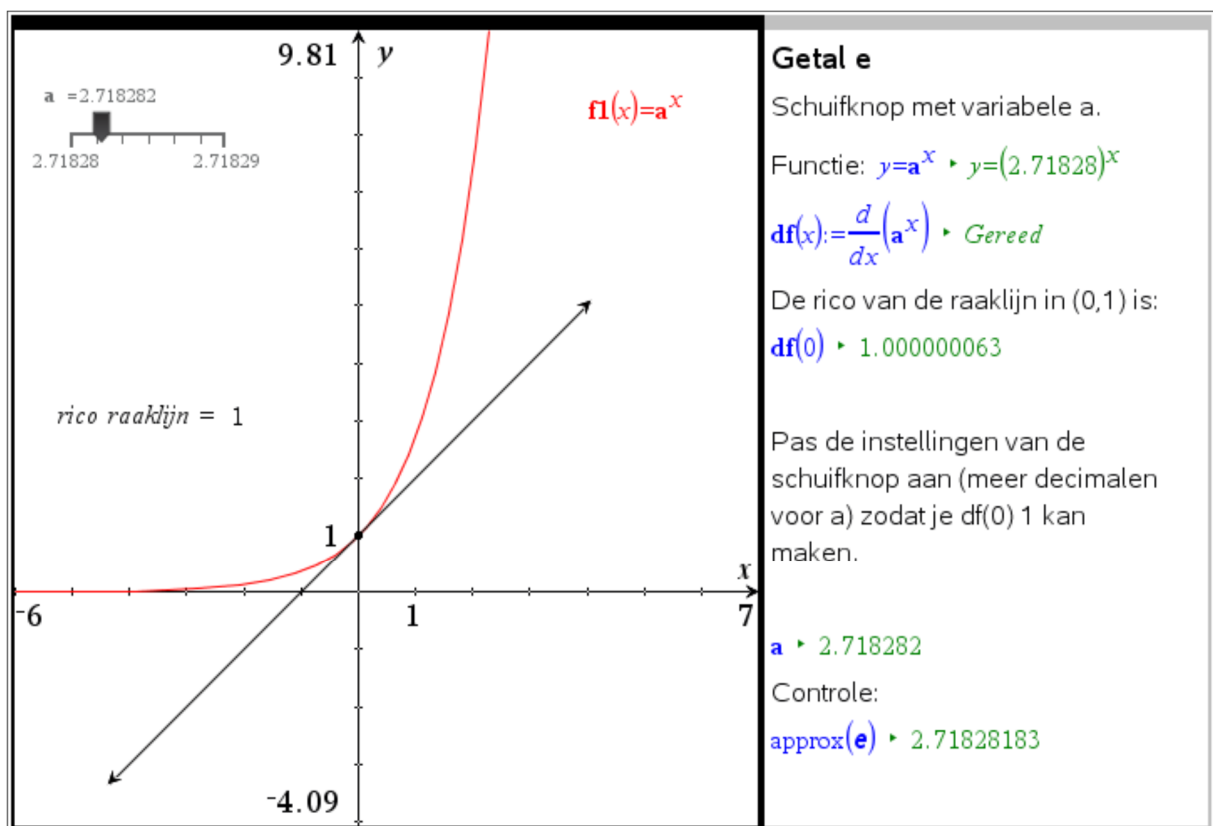 9.81
y
a =2.718282
2.71828 2.71829
f1(x)=a^x
rico raaklijn = 1
1
x
-6
1
7
-4.09
Getal e
Schuifknop met variabele a.
Functie: y=a^x ▸ y=(2.71828)^x
df(x):=d/dx(a^x) ▸ Gereed
De rico van de raaklijn in (0,1) is:
df(0) ▸ 1.000000063
Pas de instellingen van de
schuifknop aan (meer decimalen
voor a) zodat je df(0) 1 kan
maken.
a ▸ 2.718282
Controle:
approx(e) ▸ 2.71828183